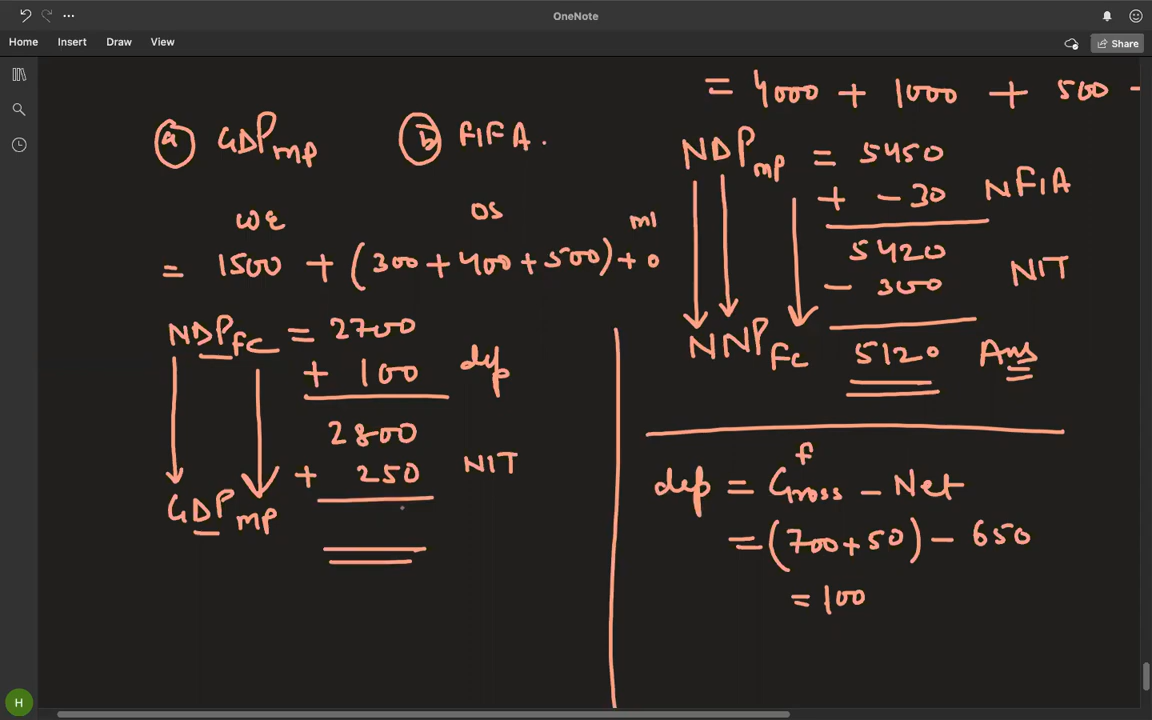 OneNote
Home Insert Draw View
Share
= 4000 + 1000 + 500 -
(a) GDPmp (b) FIFA.
WE OS MI
= 1500 + (300 + 400 + 500) + 0
NDPFC = 2700
+ 100 dep
2800
+ 250 NIT
GDPMP
NDPmp = 5450
+ - 30 NFIA
5420
- 300 NIT
NNPFC 5120 Ans
f
dep = Gross - Net
= (700 + 50) - 650
= 100
H